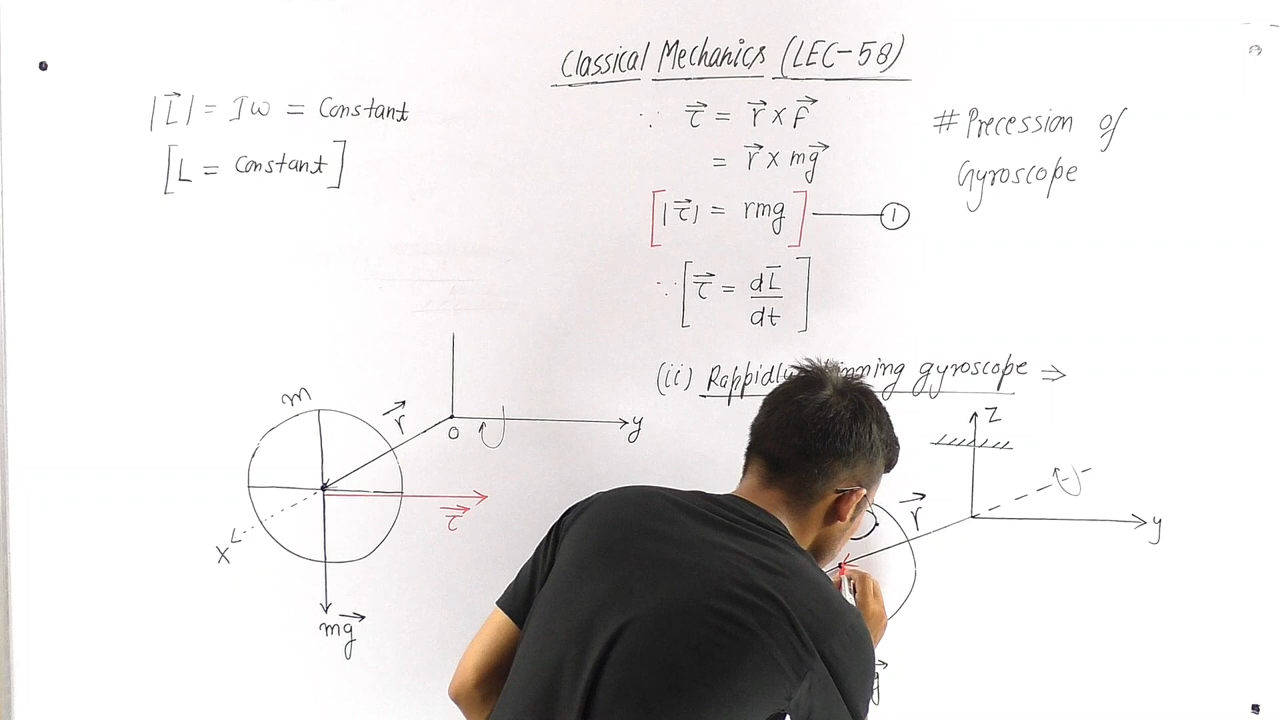 Classical Mechanics (LEC-58)
|L⃗| = Iω = Constant
[L = Constant]
∵ τ⃗ = r⃗ × F⃗
= r⃗ × mg⃗
[|τ⃗| = rmg] —— ①
∵ [τ⃗ = dL̅/dt]
# Precession of
Gyroscope
(ii) Rappidly inning gyroscope ⇒
m
r⃗
O
y
τ⃗
x
mg⃗
Z
r⃗
y